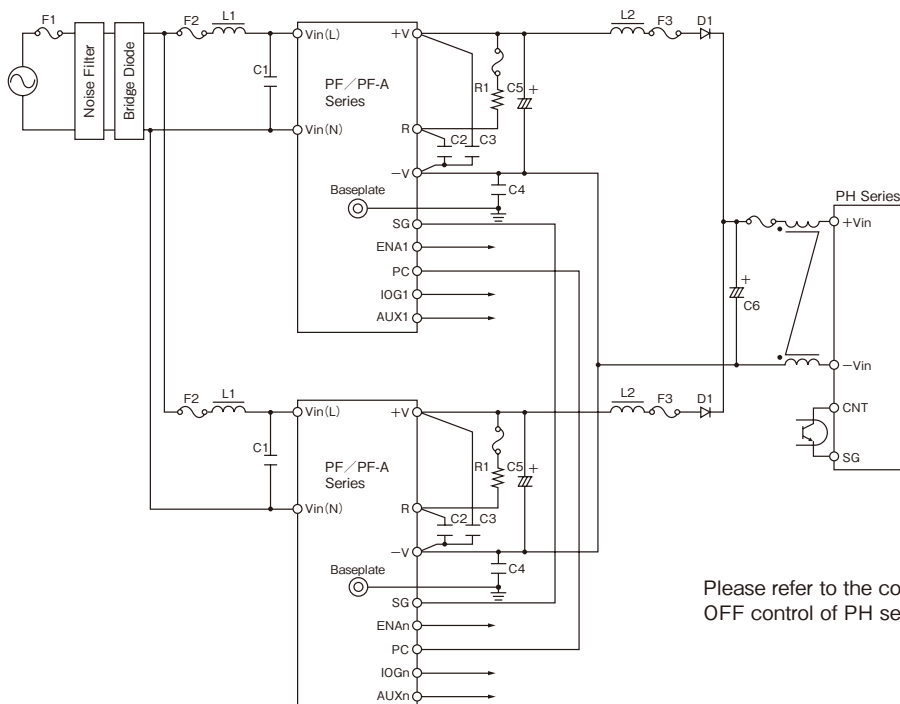 F1
Noise Filter
Bridge Diode
F2
L1
C1
Vin(L)
Vin(N)
PF/PF-A
Series
+V
R
−V
Baseplate
SG
ENA1
PC
IOG1
AUX1
R1
C5
+
C2
C3
C4
L2
F3
D1
PH Series
+Vin
+
C6
−Vin
CNT
SG
F2
L1
C1
Vin(L)
Vin(N)
PF/PF-A
Series
+V
R
−V
Baseplate
SG
ENAn
PC
IOGn
AUXn
R1
C5
+
C2
C3
C4
L2
F3
D1
Please refer to the co
OFF control of PH se